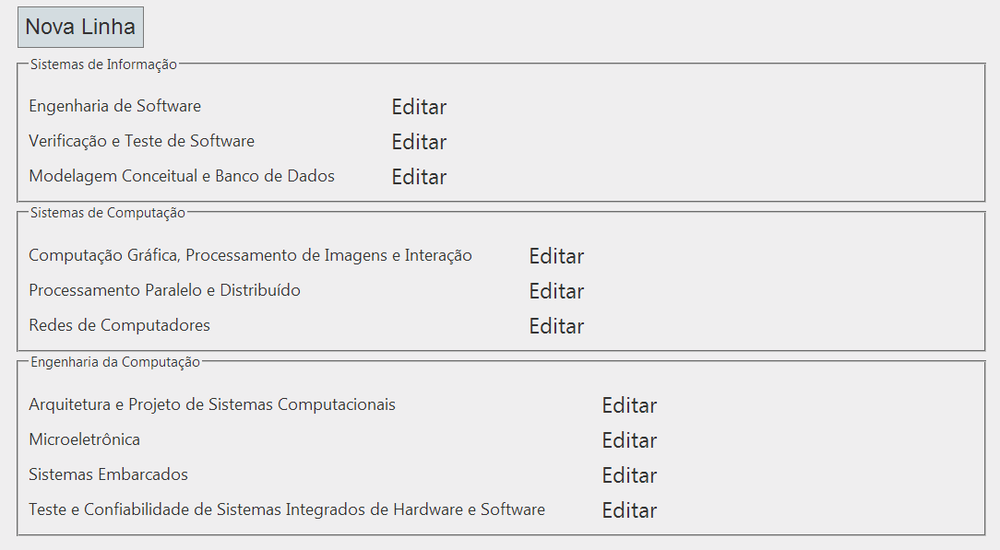 Nova Linha
Sistemas de Informação
Engenharia de Software Editar
Verificação e Teste de Software Editar
Modelagem Conceitual e Banco de Dados Editar
Sistemas de Computação
Computação Gráfica, Processamento de Imagens e Interação Editar
Processamento Paralelo e Distribuído Editar
Redes de Computadores Editar
Engenharia da Computação
Arquitetura e Projeto de Sistemas Computacionais Editar
Microeletrônica Editar
Sistemas Embarcados Editar
Teste e Confiabilidade de Sistemas Integrados de Hardware e Software Editar